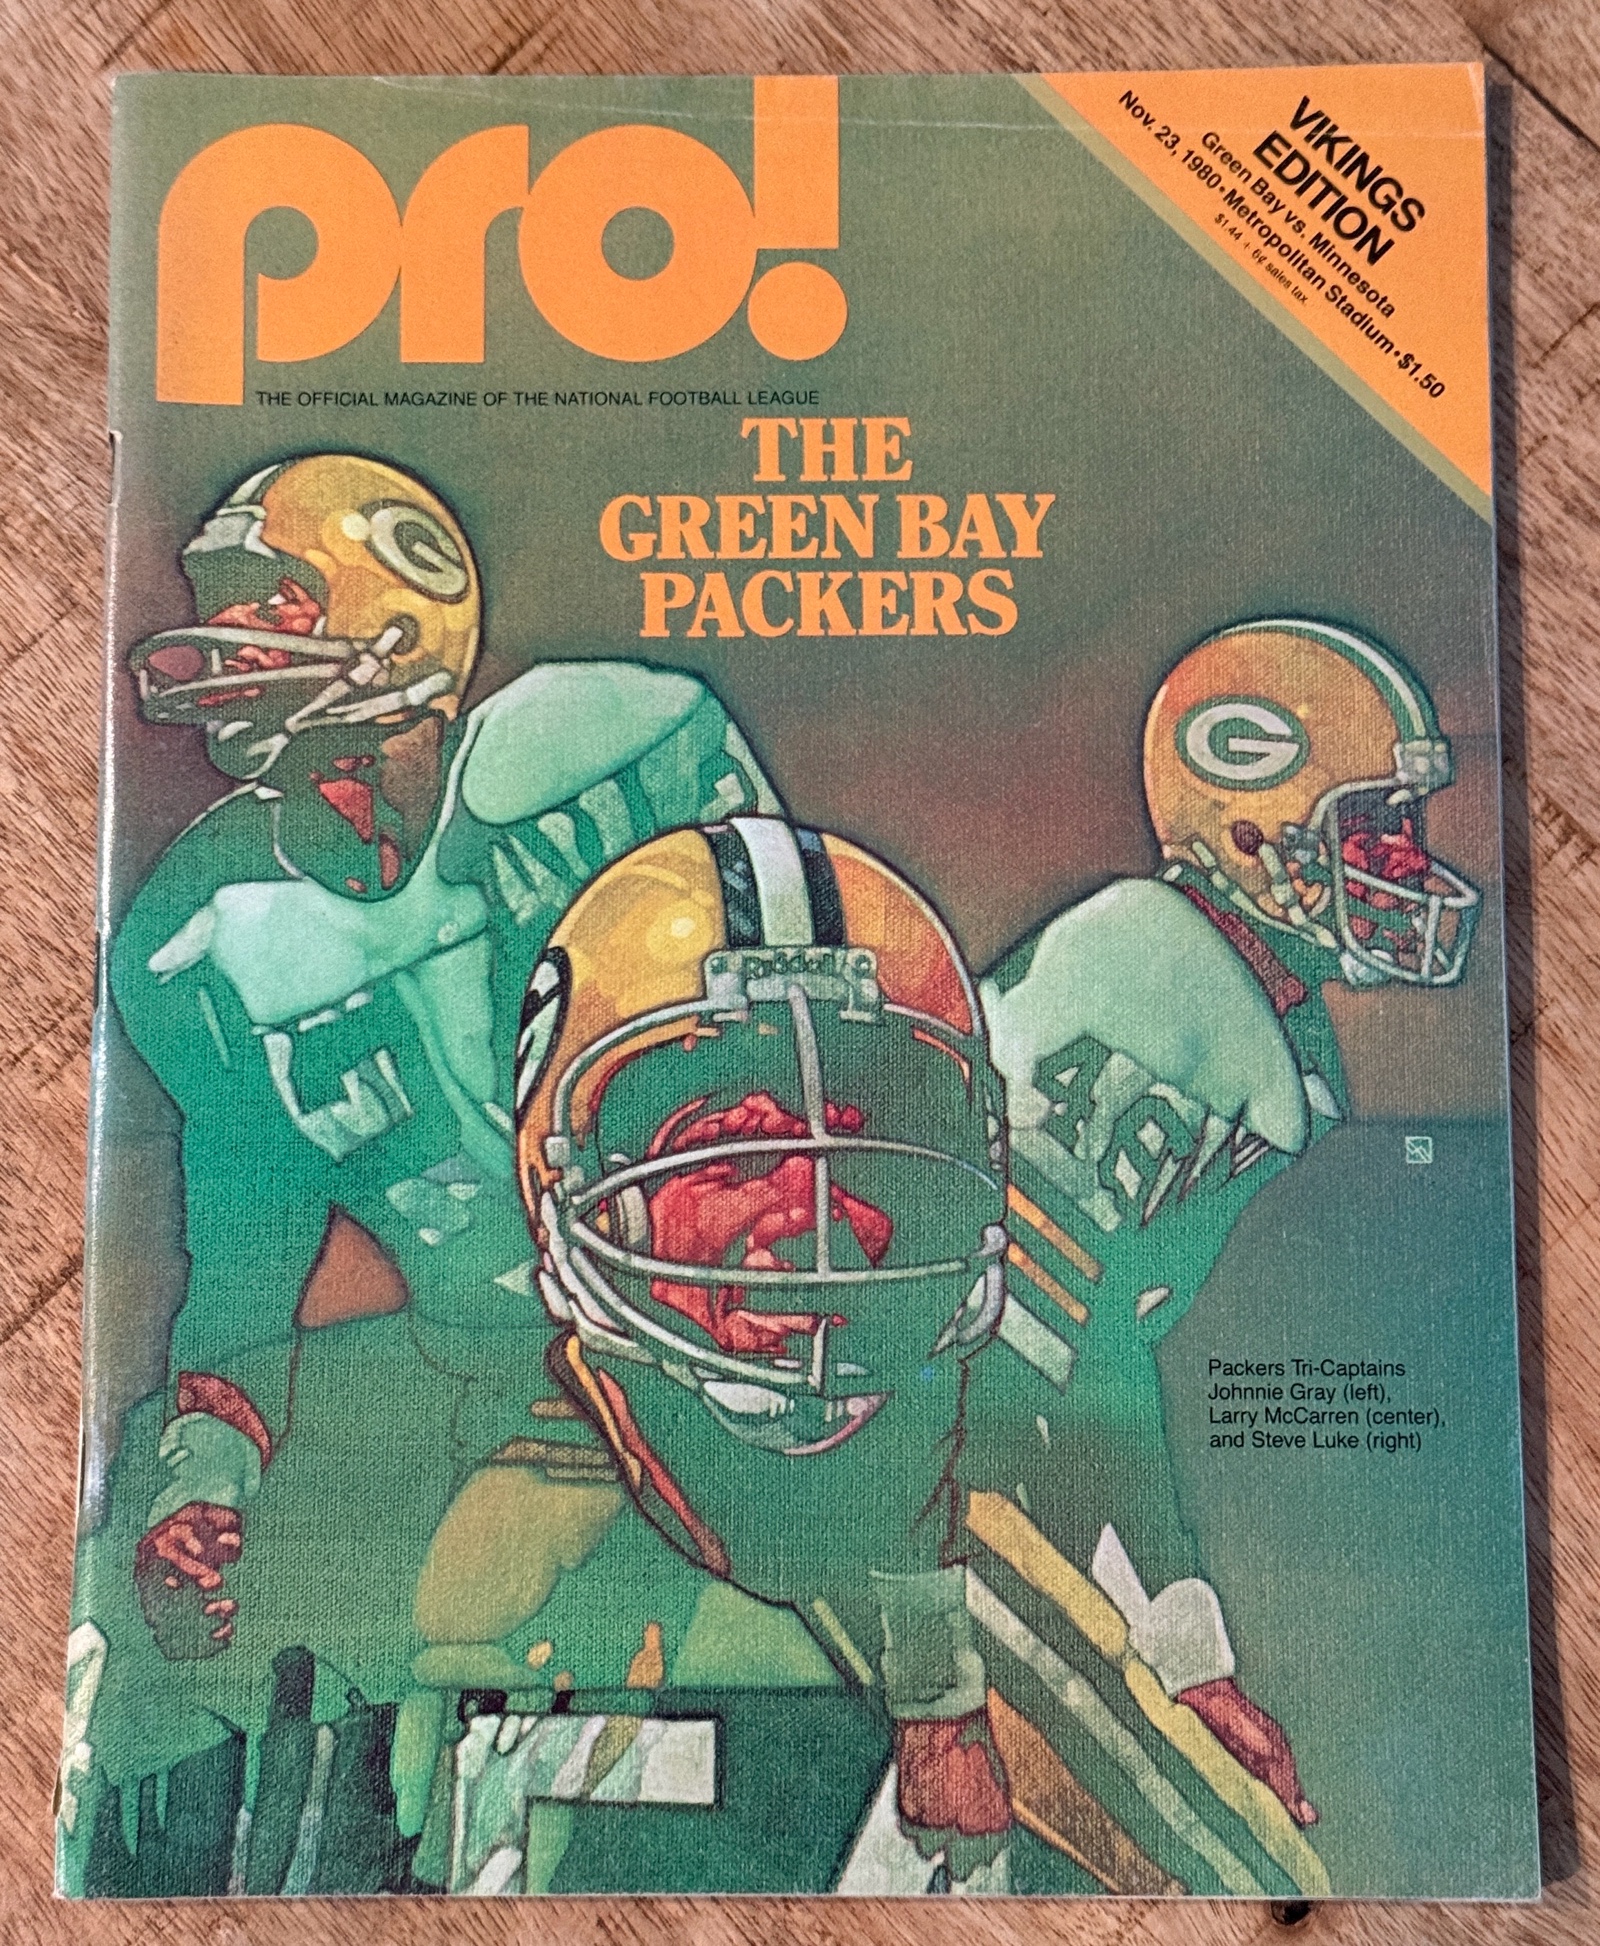 pro!
THE OFFICIAL MAGAZINE OF THE NATIONAL FOOTBALL LEAGUE
VIKINGS
EDITION
Green Bay vs. Minnesota
Nov. 23, 1980 • Metropolitan Stadium • $1.50
$1.44 + 6¢ sales tax
THE
GREEN BAY
PACKERS
G
G
Riddell
46
Packers Tri-Captains
Johnnie Gray (left),
Larry McCarren (center),
and Steve Luke (right)